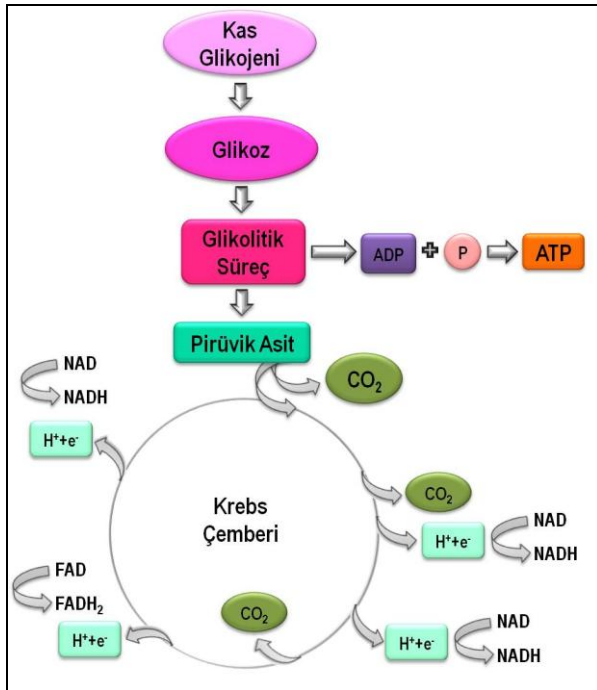 Kas
Glikojeni
Glikoz
Glikolitik
Süreç
ADP
P
ATP
Pirüvik Asit
CO₂
NAD
NADH
H⁺+e⁻
Krebs
Çemberi
CO₂
H⁺+e⁻
NAD
NADH
FAD
FADH₂
H⁺+e⁻
CO₂
H⁺+e⁻
NAD
NADH